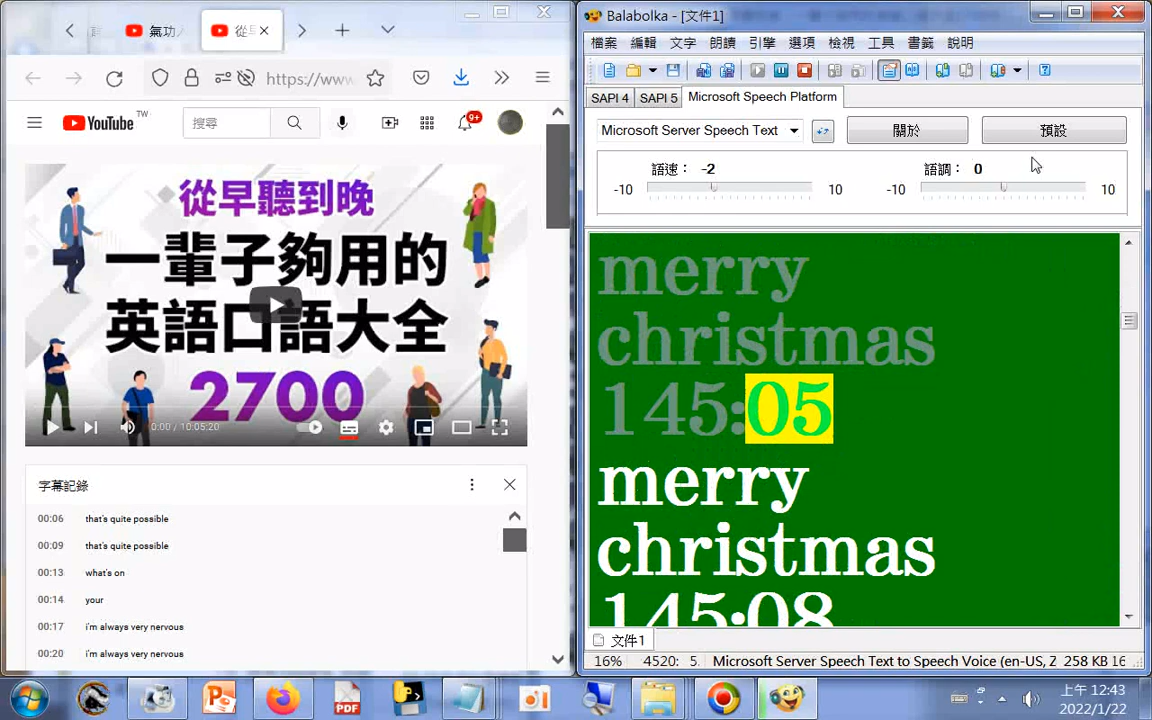 氣功ㄦ
從
https://www
YouTube TW
搜尋
9+
從早聽到晚
一輩子夠用的
英語口語大全
2700
0:00 / 10:05:20
字幕記錄
00:06 that's quite possible
00:09 that's quite possible
00:13 what's on
00:14 your
00:17 i'm always very nervous
00:20 i'm always very nervous
Balabolka - [文件1]
檔案 編輯 文字 朗讀 引擎 選項 檢視 工具 書籤 說明
SAPI 4 SAPI 5 Microsoft Speech Platform
Microsoft Server Speech Text
關於
預設
語速： -2
-10 10
語調： 0
-10 10
merry
christmas
145:05
merry
christmas
145:08
文件1
16% 4520: 5. Microsoft Server Speech Text to Speech Voice (en-US, Z 258 KB 16
PDF
上午 12:43
2022/1/22